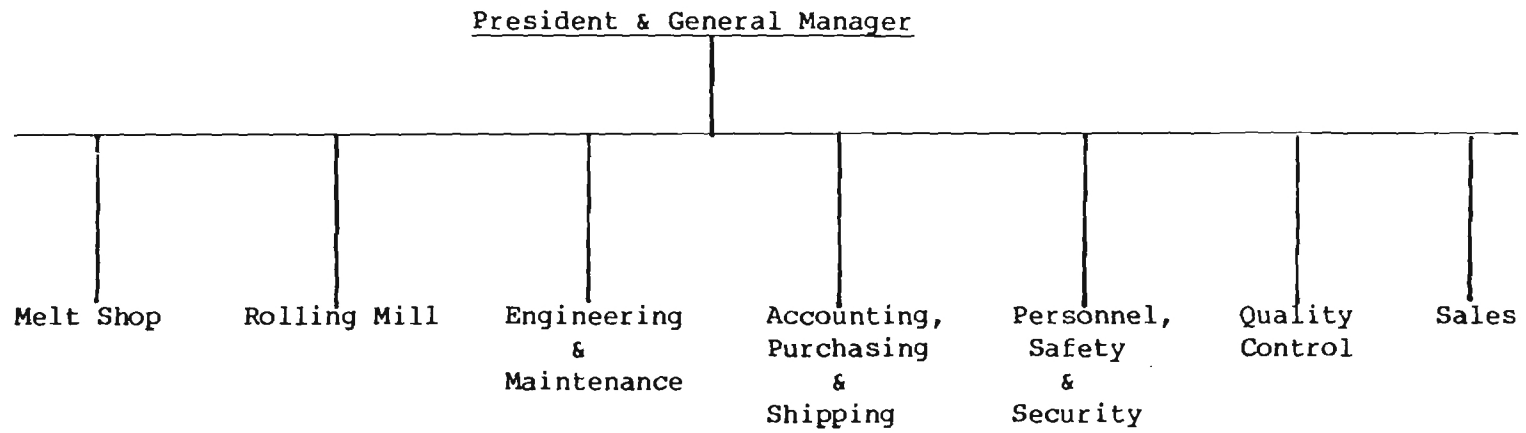 President & General Manager
Melt Shop
Rolling Mill
Engineering
&
Maintenance
Accounting,
Purchasing
&
Shipping
Personnel,
Safety
&
Security
Quality
Control
Sales